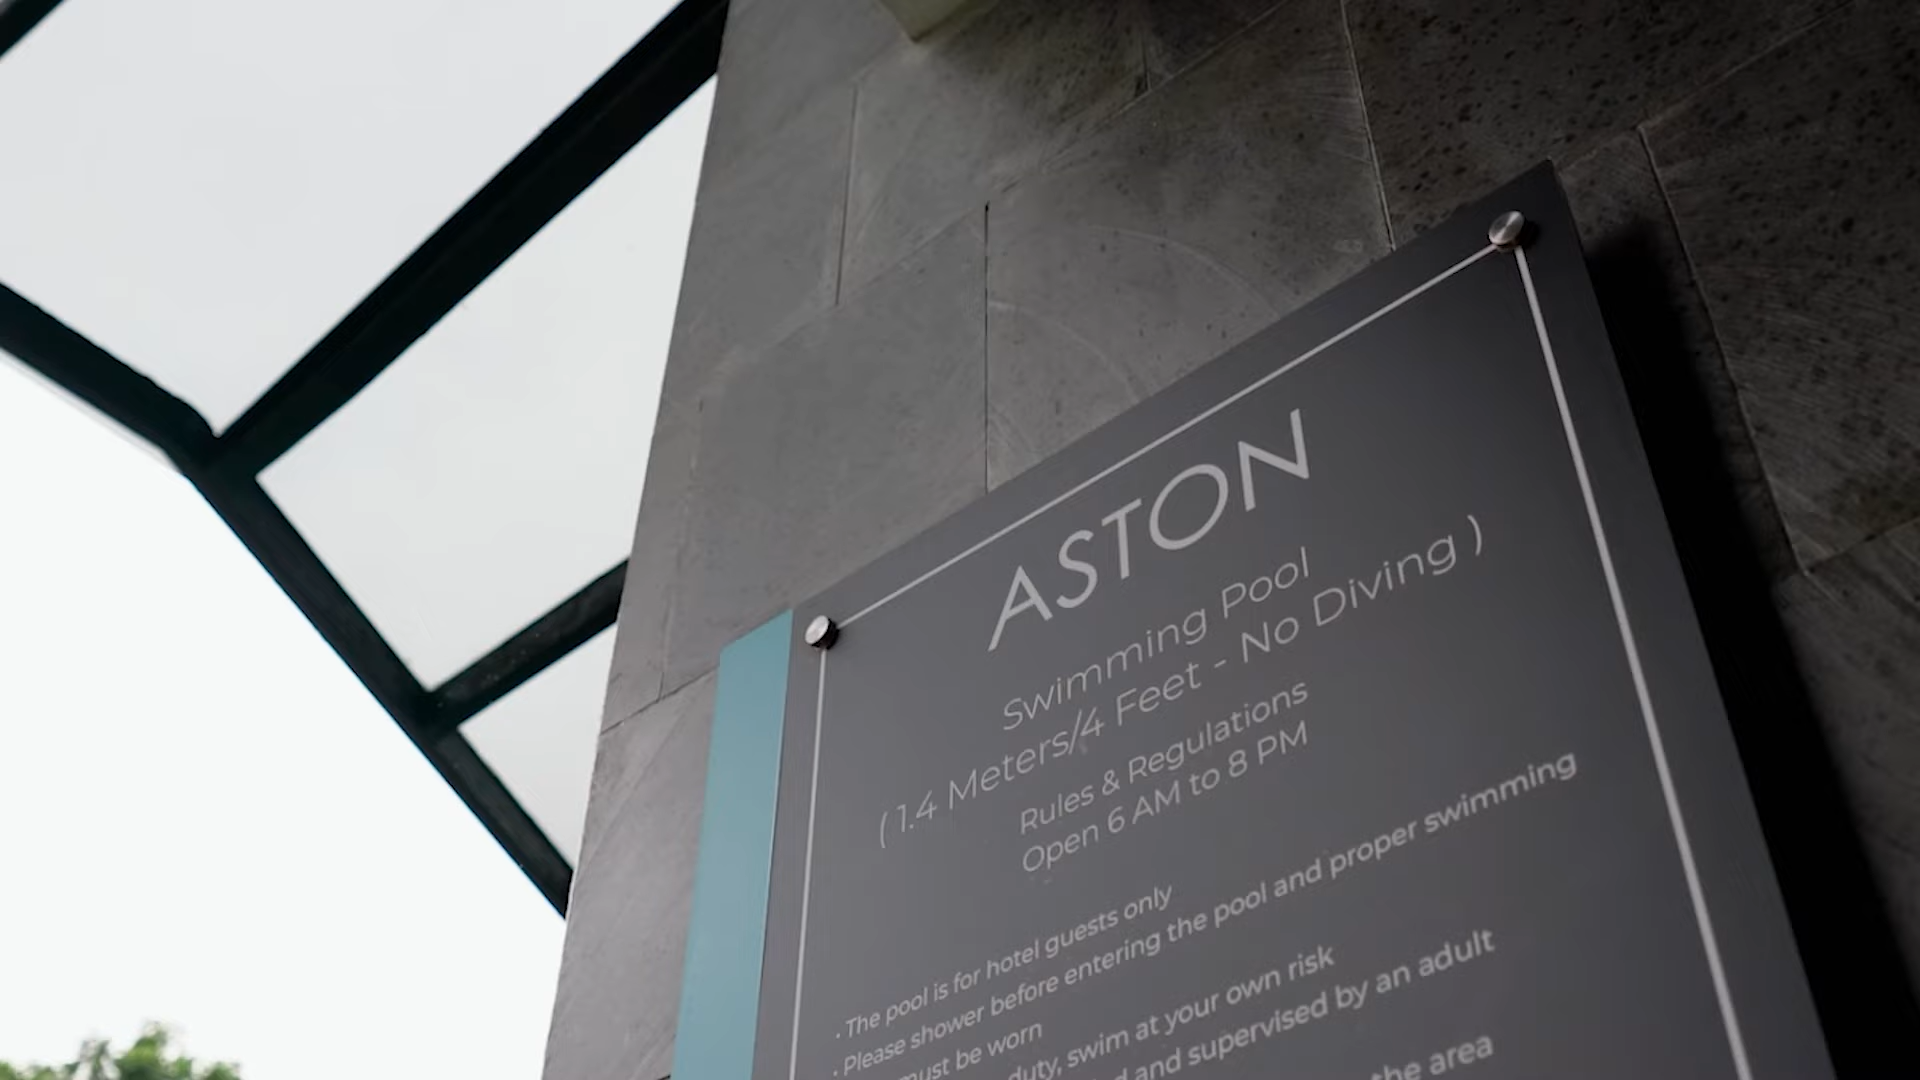 ASTON
Swimming Pool
( 1.4 Meters/4 Feet - No Diving )
Rules & Regulations
Open 6 AM to 8 PM
· The pool is for hotel guests only
· Please shower before entering the pool and proper swimming
must be worn
duty, swim at your own risk
and supervised by an adult
the area